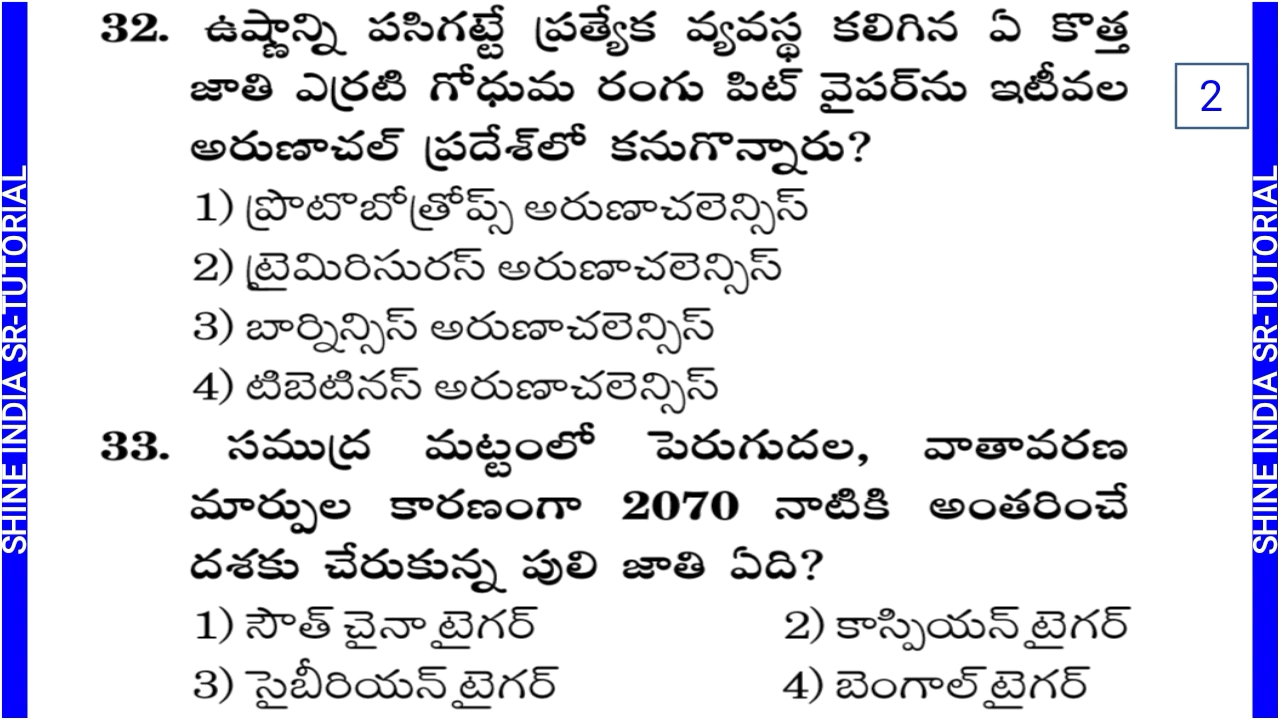 32. ఉష్ణాన్ని పసిగట్టే ప్రత్యేక వ్యవస్థ కలిగిన ఏ కొత్త
జాతి ఎర్రటి గోధుమ రంగు పిట్ వైపర్‌ను ఇటీవల
అరుణాచల్ ప్రదేశ్‌లో కనుగొన్నారు?
1) ప్రొటొబోత్రోప్స్ అరుణాచలెన్సిస్
2) ట్రైమిరిసురస్ అరుణాచలెన్సిస్
3) బార్నిన్సిస్ అరుణాచలెన్సిస్
4) టిబెటినస్ అరుణాచలెన్సిస్
33. సముద్ర మట్టంలో పెరుగుదల, వాతావరణ
మార్పుల కారణంగా 2070 నాటికి అంతరించే
దశకు చేరుకున్న పులి జాతి ఏది?
1) సౌత్ చైనా టైగర్ 2) కాస్పియన్ టైగర్
3) సైబీరియన్ టైగర్ 4) బెంగాల్ టైగర్
2
SHINE INDIA SR-TUTORIAL
SHINE INDIA SR-TUTORIAL